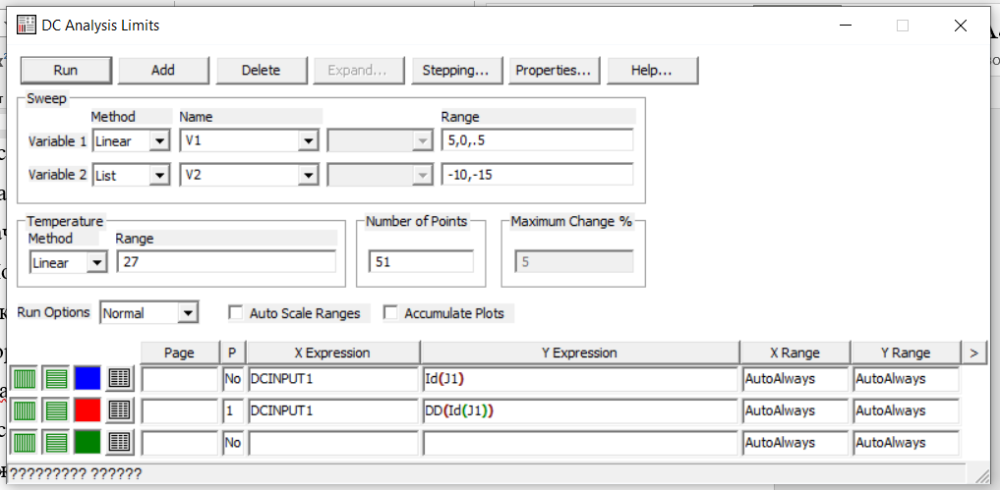 DC Analysis Limits
Run Add Delete Expand... Stepping... Properties... Help...
Sweep
Method Name Range
Variable 1 Linear V1 5,0,.5
Variable 2 List V2 -10,-15
Temperature Number of Points Maximum Change %
Method Range
Linear 27 51 5
Run Options Normal Auto Scale Ranges Accumulate Plots
Page P X Expression Y Expression X Range Y Range >
No DCINPUT1 Id(J1) AutoAlways AutoAlways
1 DCINPUT1 DD(Id(J1)) AutoAlways AutoAlways
No AutoAlways AutoAlways
????????? ??????